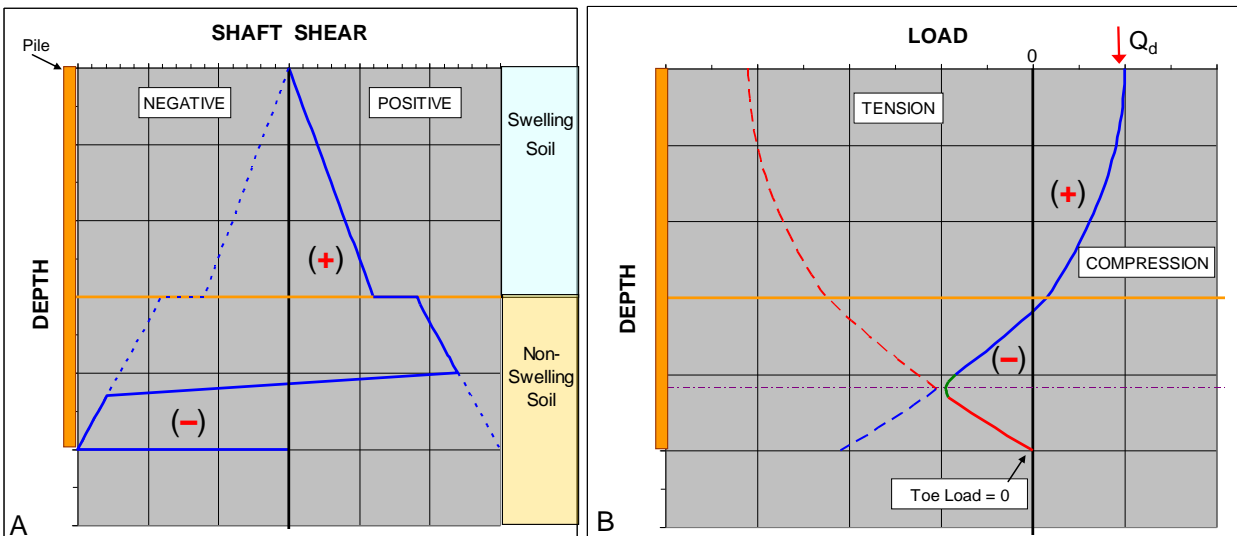 SHAFT SHEAR
Pile
NEGATIVE
POSITIVE
Swelling
Soil
(+)
DEPTH
Non-
Swelling
Soil
(−)
A
LOAD
0
Qd
TENSION
(+)
COMPRESSION
DEPTH
(−)
Toe Load = 0
B